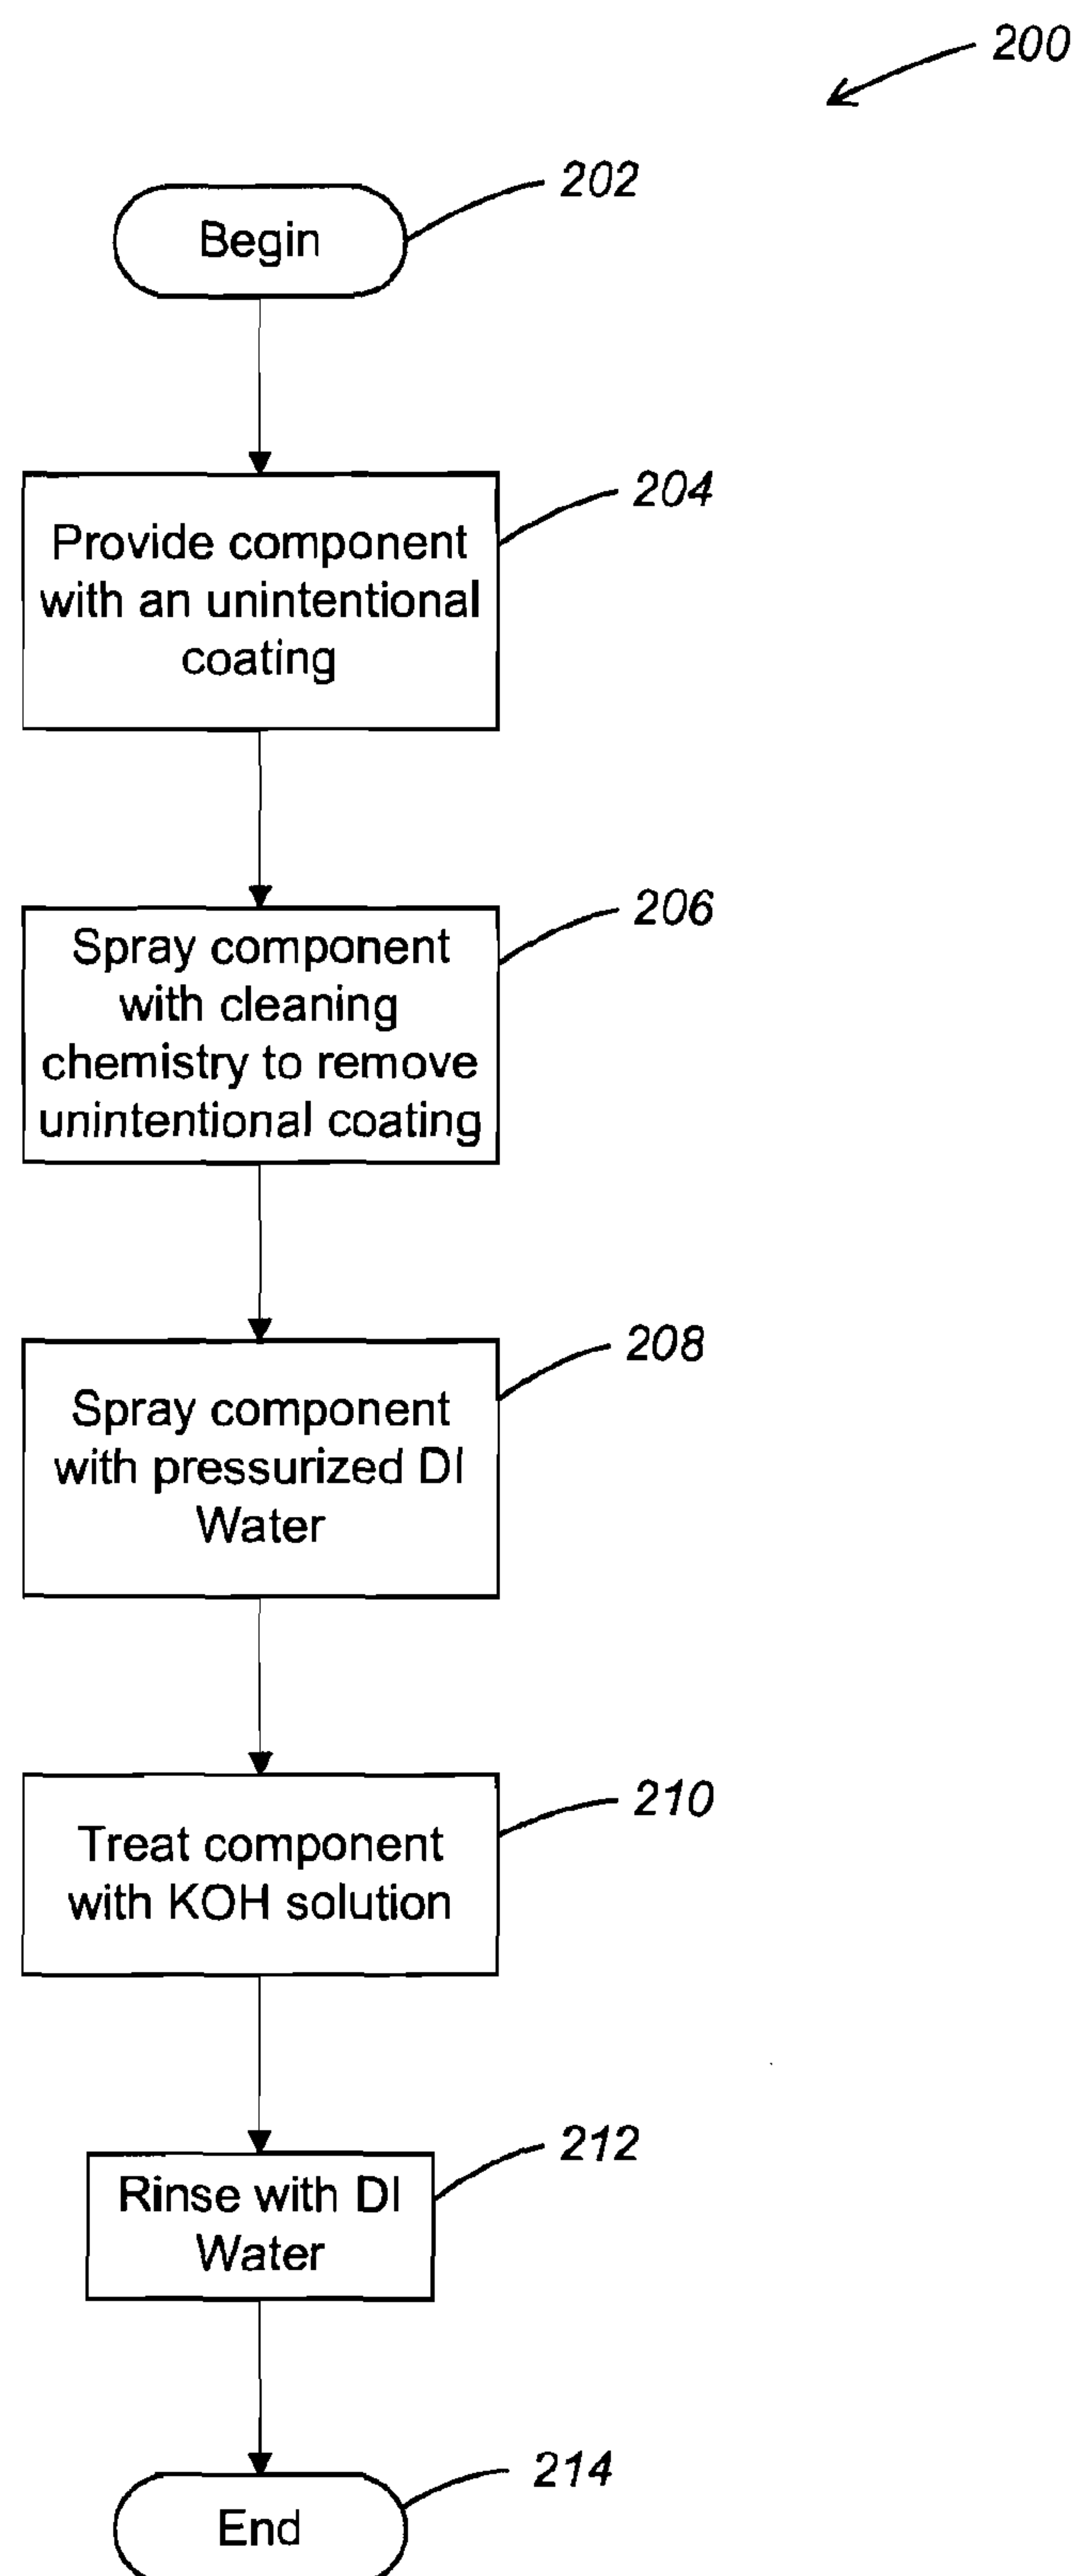 200
202
Begin
204
Provide component
with an unintentional
coating
206
Spray component
with cleaning
chemistry to remove
unintentional coating
208
Spray component
with pressurized DI
Water
210
Treat component
with KOH solution
212
Rinse with DI
Water
214
End